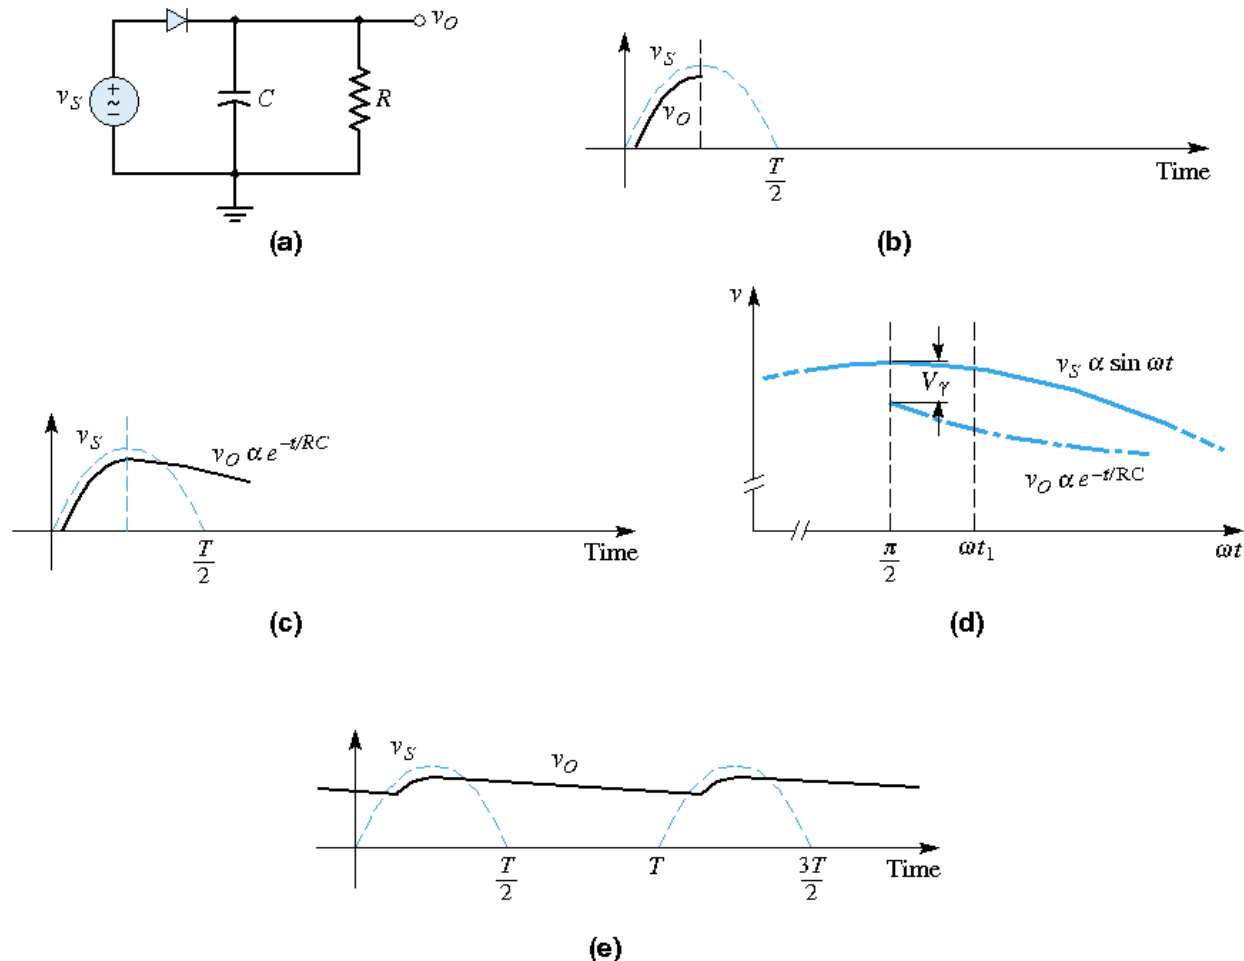 v_O
v_S
+
~
−
C
R
(a)
v_S
v_O
T/2
Time
(b)
v_S
v_O α e^{−t/RC}
T/2
Time
(c)
v
V_γ
v_S α sin ωt
v_O α e^{−t/RC}
π/2
ωt_1
ωt
(d)
v_S
v_O
T/2
T
3T/2
Time
(e)